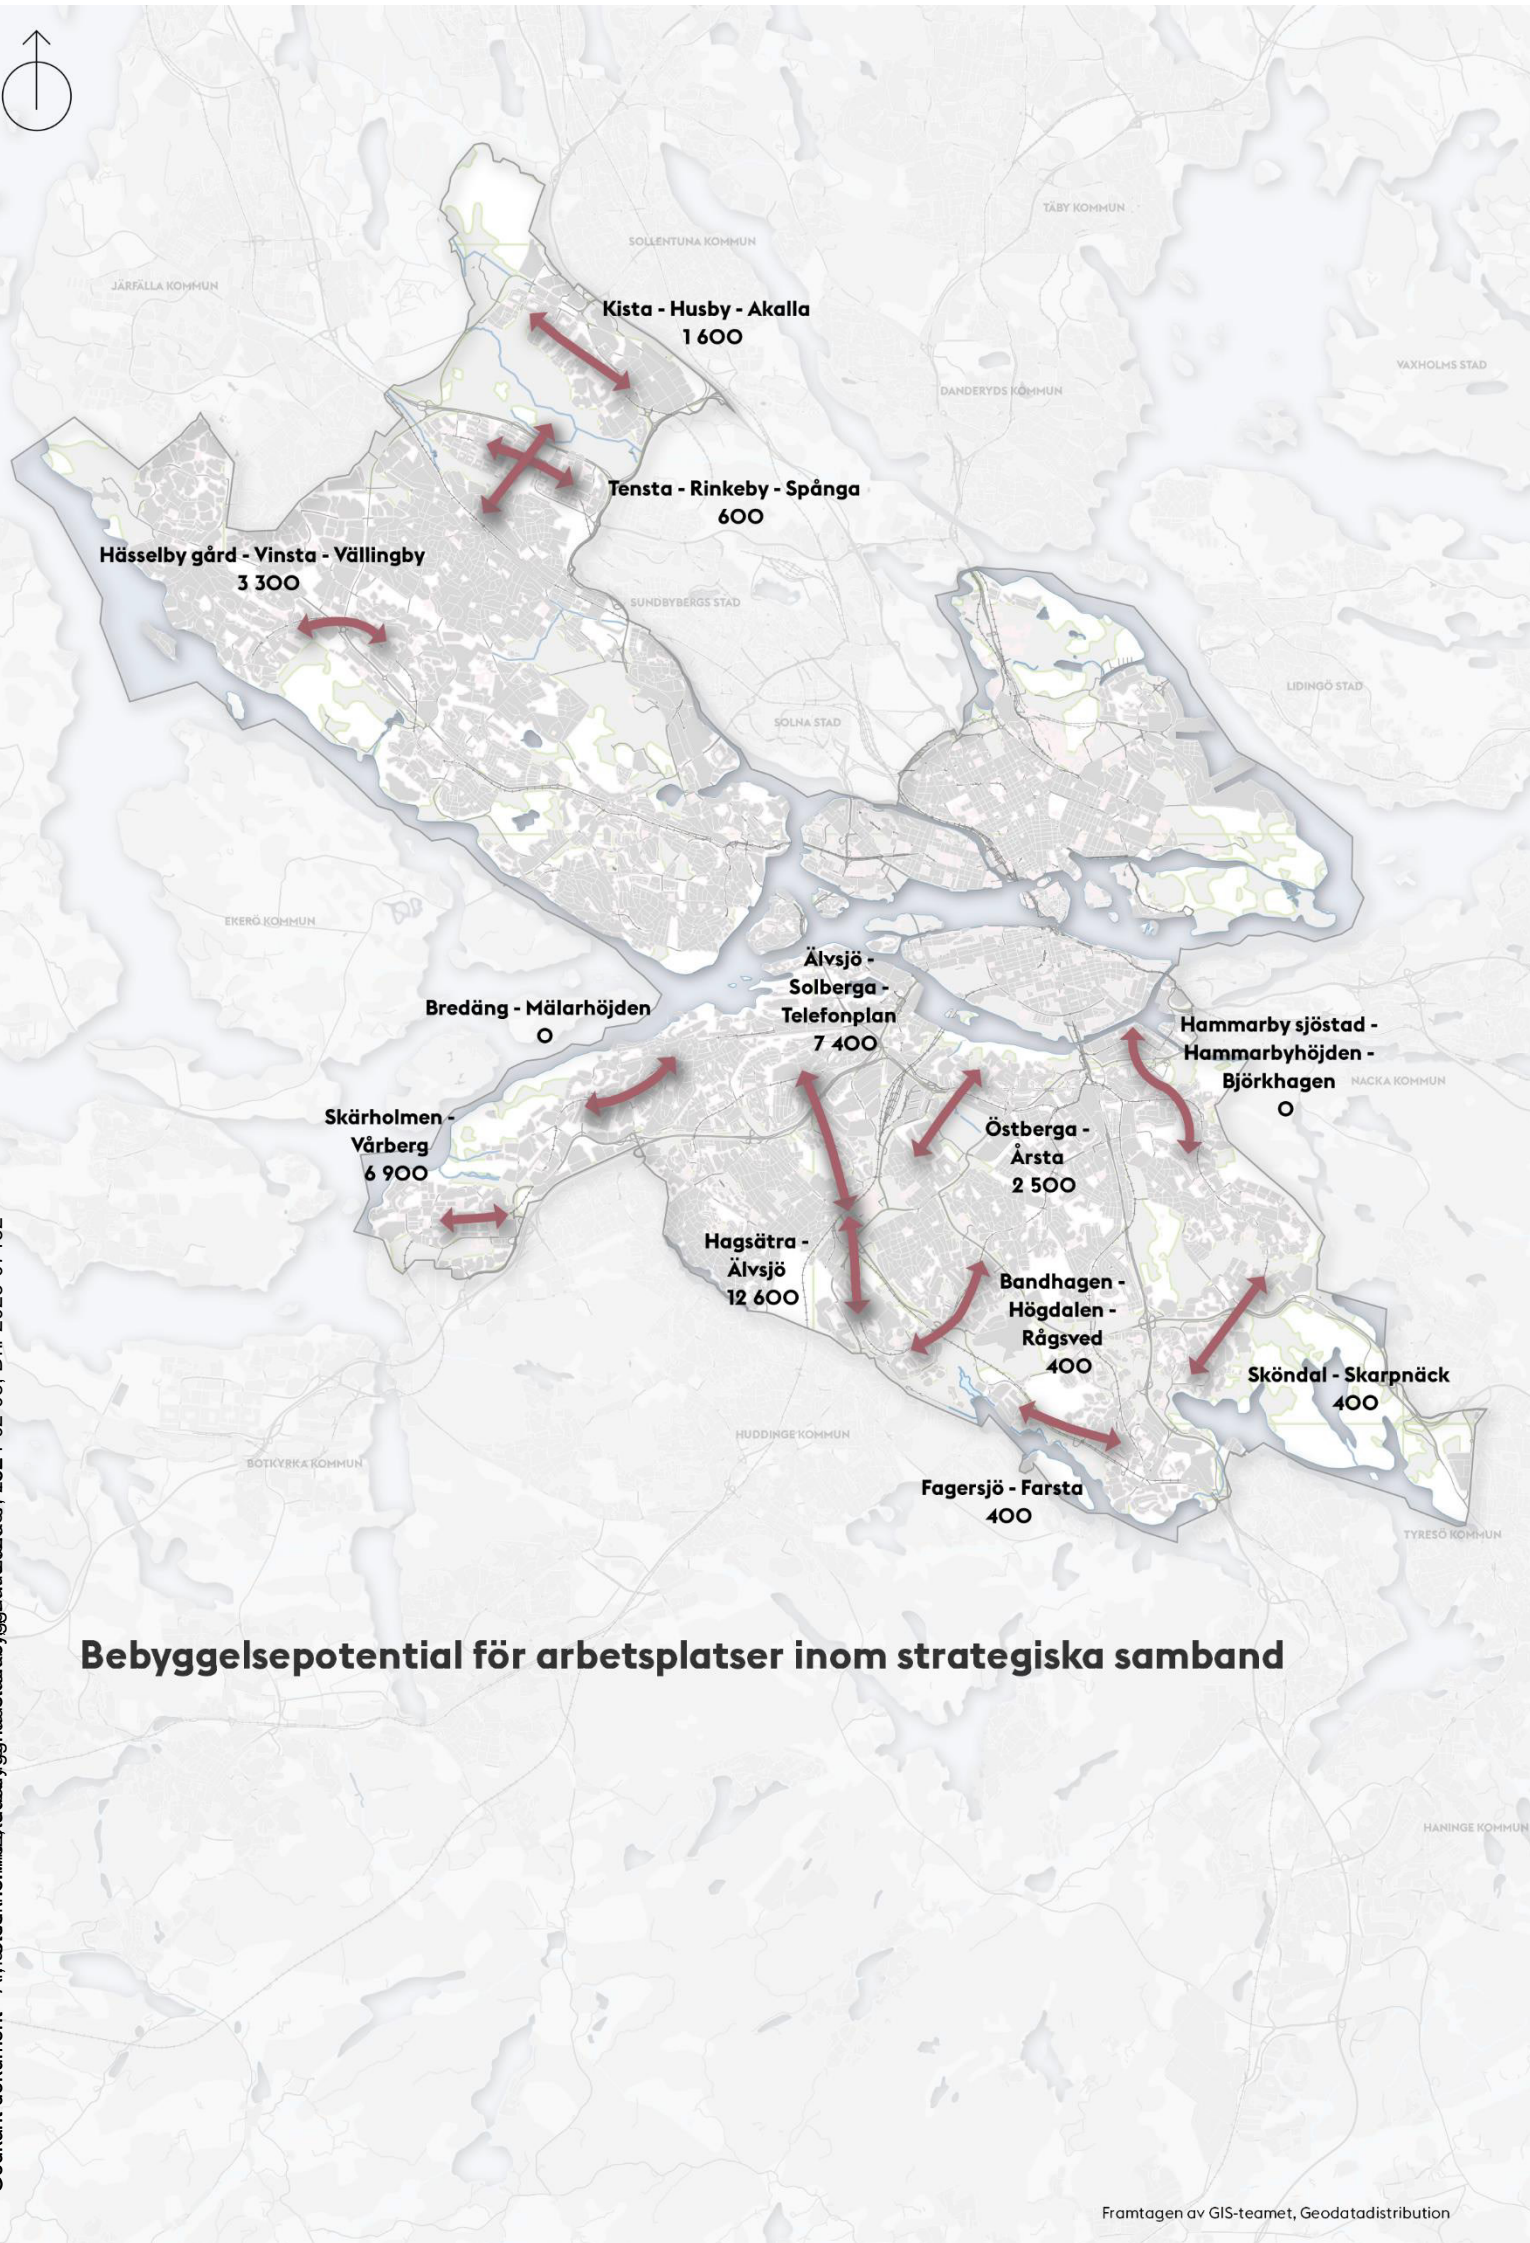 TÄBY KOMMUN
SOLLENTUNA KOMMUN
JÄRFÄLLA KOMMUN
Kista - Husby - Akalla
1 600
VAXHOLMS STAD
DANDERYDS KOMMUN
Tensta - Rinkeby - Spånga
600
Hässelby gård - Vinsta - Vällingby
3 300
SUNDBYBERGS STAD
LIDINGÖ STAD
SOLNA STAD
EKERÖ KOMMUN
Älvsjö -
Solberga -
Telefonplan
7 400
Bredäng - Mälarhöjden
0
Hammarby sjöstad -
Hammarbyhöjden -
Björkhagen
0
NACKA KOMMUN
Skärholmen -
Vårberg
6 900
Östberga -
Årsta
2 500
Hagsätra -
Älvsjö
12 600
Bandhagen -
Högdalen -
Rågsved
400
Sköndal - Skarpnäck
400
HUDDINGE KOMMUN
BOTKYRKA KOMMUN
Fagersjö - Farsta
400
TYRESÖ KOMMUN
Bebyggelsepotential för arbetsplatser inom strategiska samband
HANINGE KOMMUN
Framtagen av GIS-teamet, Geodatadistribution